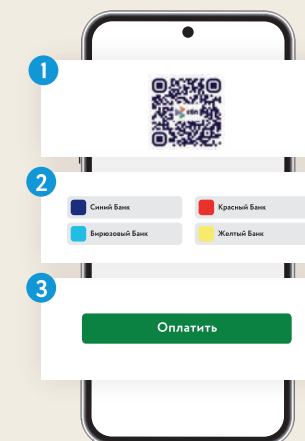 1
2
Синий Банк
Красный Банк
Бирюзовый Банк
Желтый Банк
3
Оплатить